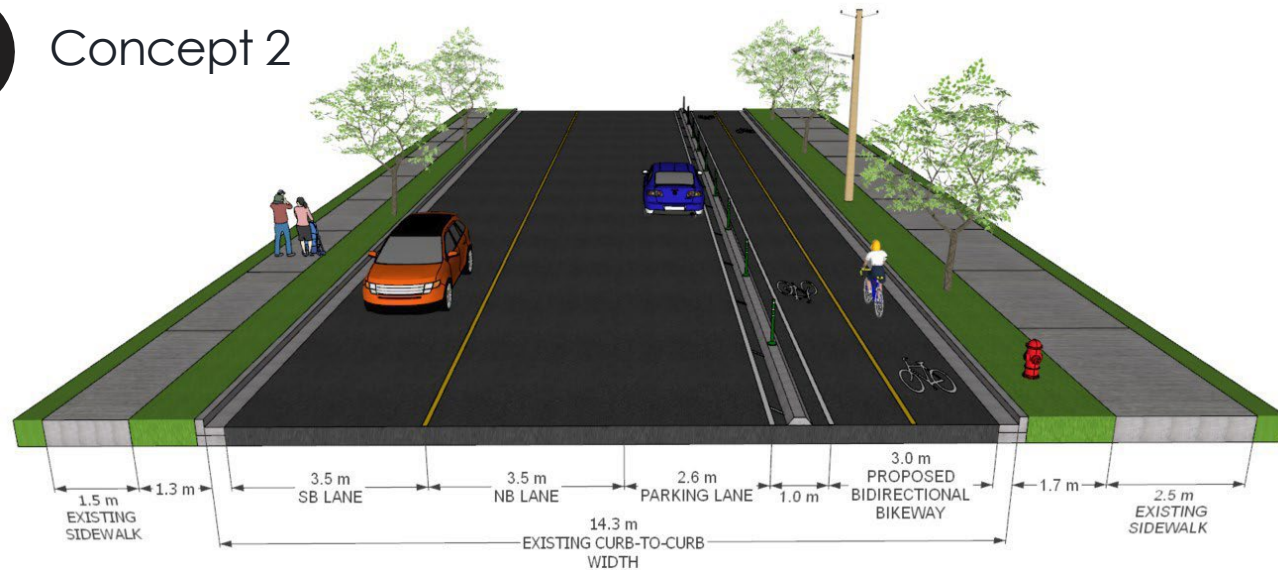 Concept 2
1.5 m
EXISTING
SIDEWALK
1.3 m
3.5 m
SB LANE
3.5 m
NB LANE
2.6 m
PARKING LANE
1.0 m
3.0 m
PROPOSED
BIDIRECTIONAL
BIKEWAY
1.7 m
2.5 m
EXISTING
SIDEWALK
14.3 m
EXISTING CURB-TO-CURB
WIDTH